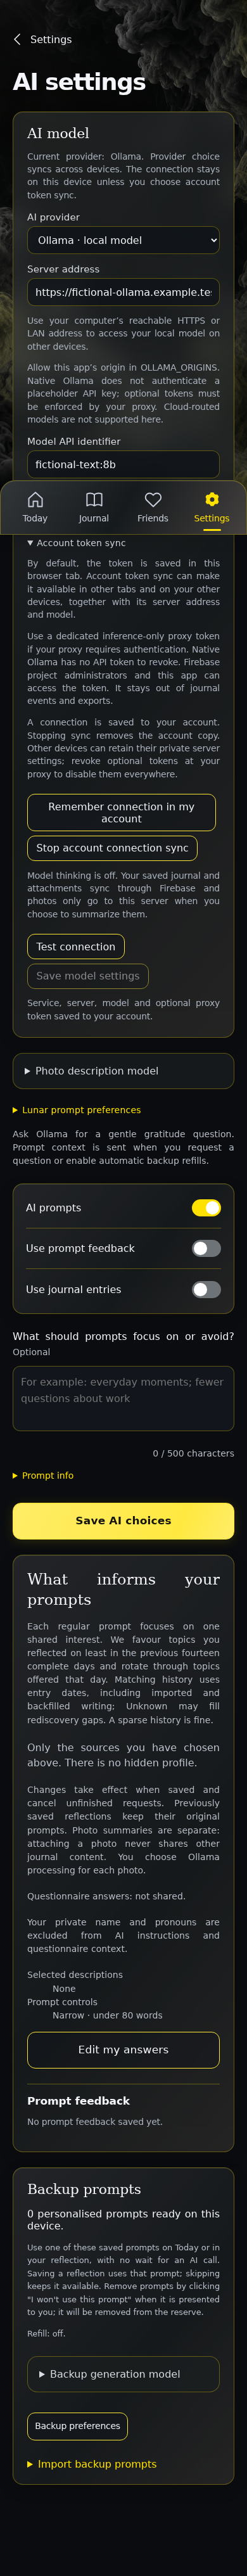 Settings
AI settings
AI model
Current provider: Ollama. Provider choice
syncs across devices. The connection stays
on this device unless you choose account
token sync.
AI provider
Ollama · local model
Server address
https://fictional-ollama.example.te
Use your computer's reachable HTTPS or
LAN address to access your local model on
other devices.
Allow this app's origin in OLLAMA_ORIGINS.
Native Ollama does not authenticate a
placeholder API key; optional tokens must
be enforced by your proxy. Cloud-routed
models are not supported here.
Model API identifier
fictional-text:8b
Today
Journal
Friends
Settings
▼ Account token sync
By default, the token is saved in this
browser tab. Account token sync can make
it available in other tabs and on your other
devices, together with its server address
and model.
Use a dedicated inference-only proxy token
if your proxy requires authentication. Native
Ollama has no API token to revoke. Firebase
project administrators and this app can
access the token. It stays out of journal
events and exports.
A connection is saved to your account.
Stopping sync removes the account copy.
Other devices can retain their private server
settings; revoke optional tokens at your
proxy to disable them everywhere.
Remember connection in my
account
Stop account connection sync
Model thinking is off. Your saved journal and
attachments sync through Firebase and
photos only go to this server when you
choose to summarize them.
Test connection
Save model settings
Service, server, model and optional proxy
token saved to your account.
▶ Photo description model
▶ Lunar prompt preferences
Ask Ollama for a gentle gratitude question.
Prompt context is sent when you request a
question or enable automatic backup refills.
AI prompts
Use prompt feedback
Use journal entries
What should prompts focus on or avoid?
Optional
For example: everyday moments; fewer
questions about work
0 / 500 characters
▶ Prompt info
Save AI choices
What informs your
prompts
Each regular prompt focuses on one
shared interest. We favour topics you
reflected on least in the previous fourteen
complete days and rotate through topics
offered that day. Matching history uses
entry dates, including imported and
backfilled writing; Unknown may fill
rediscovery gaps. A sparse history is fine.
Only the sources you have chosen
above. There is no hidden profile.
Changes take effect when saved and
cancel unfinished requests. Previously
saved reflections keep their original
prompts. Photo summaries are separate:
attaching a photo never shares other
journal content. You choose Ollama
processing for each photo.
Questionnaire answers: not shared.
Your private name and pronouns are
excluded from AI instructions and
questionnaire context.
Selected descriptions
None
Prompt controls
Narrow · under 80 words
Edit my answers
Prompt feedback
No prompt feedback saved yet.
Backup prompts
0 personalised prompts ready on this
device.
Use one of these saved prompts on Today or in
your reflection, with no wait for an AI call.
Saving a reflection uses that prompt; skipping
keeps it available. Remove prompts by clicking
"I won't use this prompt" when it is presented
to you; it will be removed from the reserve.
Refill: off.
▶ Backup generation model
Backup preferences
▶ Import backup prompts